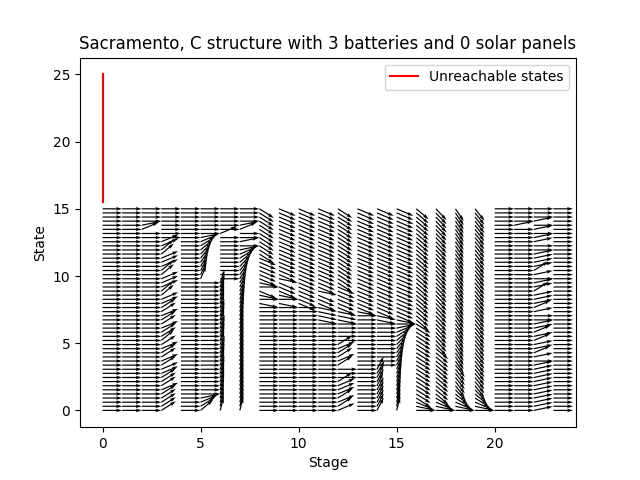 Sacramento, C structure with 3 batteries and 0 solar panels
Unreachable states
25
20
15
10
5
0
State
0 5 10 15 20
Stage